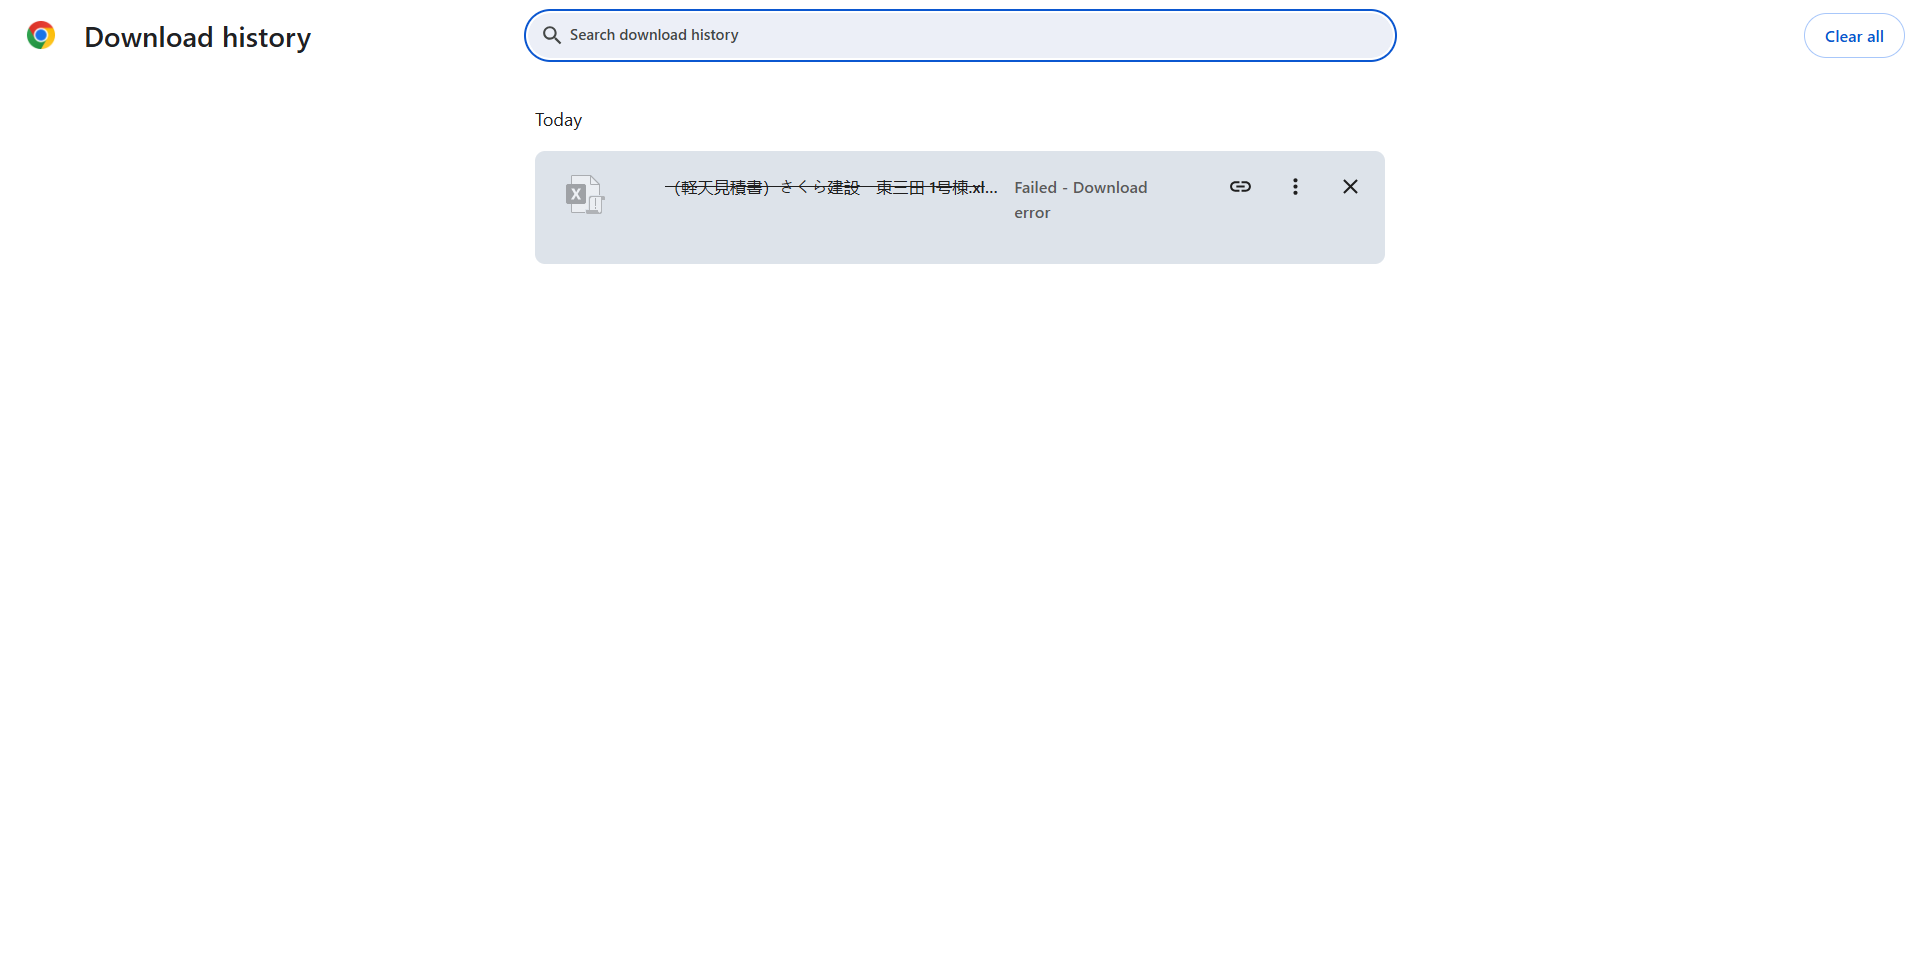 Download history
Search download history
Clear all
Today
（軽天見積書）さくら建設　東三田 1号棟.xl...
Failed - Download
error